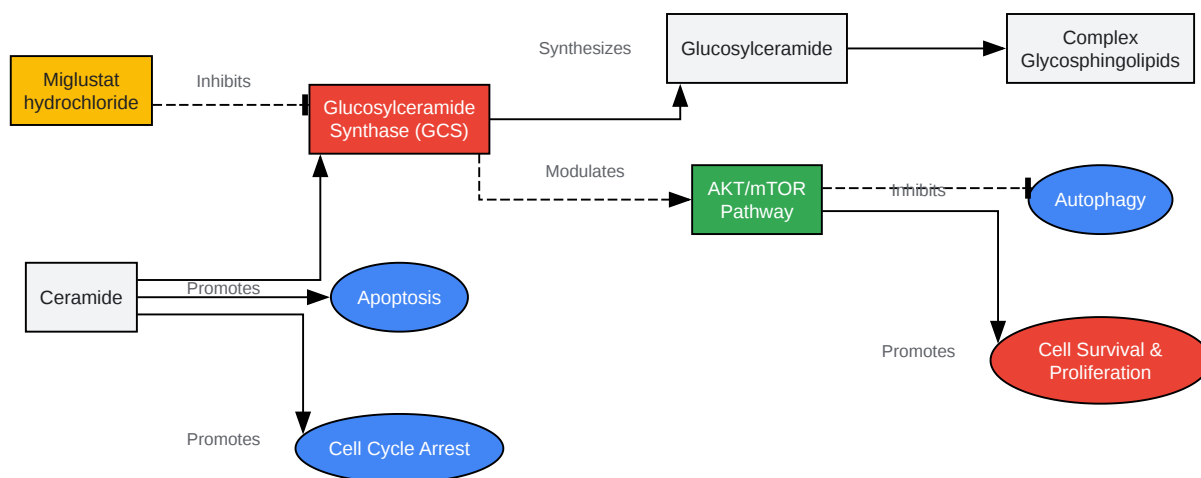 Synthesizes
Glucosylceramide
Complex
Glycosphingolipids
Miglustat
hydrochloride
Inhibits
Glucosylceramide
Synthase (GCS)
Modulates
AKT/mTOR
Pathway
Inhibits
Autophagy
Ceramide
Promotes
Apoptosis
Promotes
Cell Survival &
Proliferation
Promotes
Cell Cycle Arrest